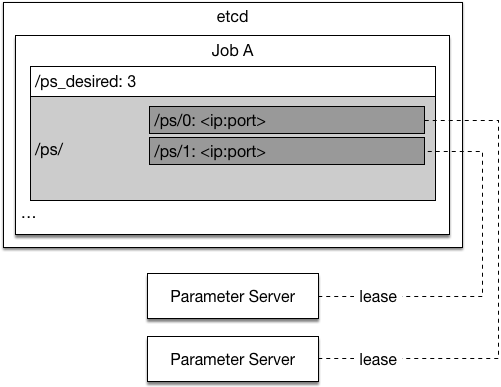 etcd
Job A
/ps_desired: 3
/ps/
/ps/0: <ip:port>
/ps/1: <ip:port>
...
Parameter Server
lease
Parameter Server
lease